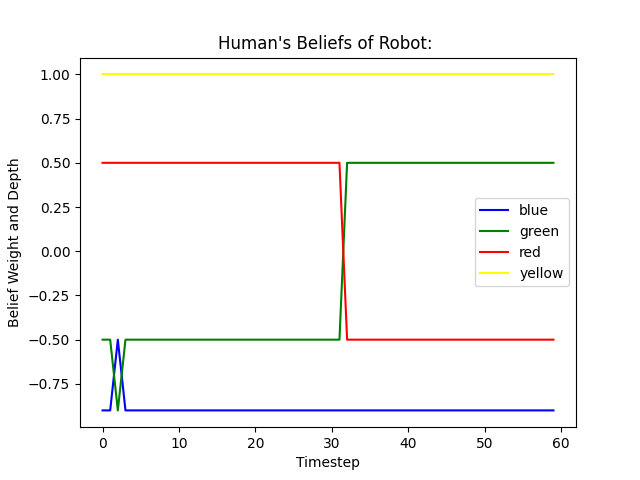 Human's Beliefs of Robot:
1.00
0.75
0.50
0.25
0.00
−0.25
−0.50
−0.75
Belief Weight and Depth
blue
green
red
yellow
0 10 20 30 40 50 60
Timestep